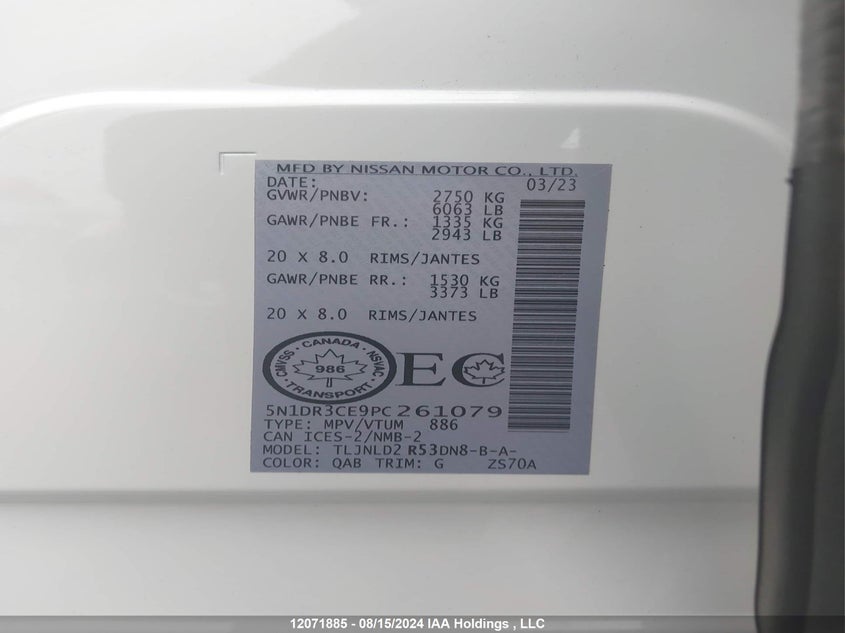 MFD BY NISSAN MOTOR CO., LTD.
DATE: 03/23
GVWR/PNBV: 2750 KG
6063 LB
GAWR/PNBE FR.: 1335 KG
2943 LB
20 X 8.0 RIMS/JANTES
GAWR/PNBE RR.: 1530 KG
3373 LB
20 X 8.0 RIMS/JANTES
CANADA
CMVSS 986 NSVAC
TRANSPORT
EC
5N1DR3CE9PC261079
TYPE: MPV/VTUM 886
CAN ICES-2/NMB-2
MODEL: TLJNLD2 R53DN8-B-A-
COLOR: QAB TRIM: G ZS70A
12071885 - 08/15/2024 IAA Holdings , LLC